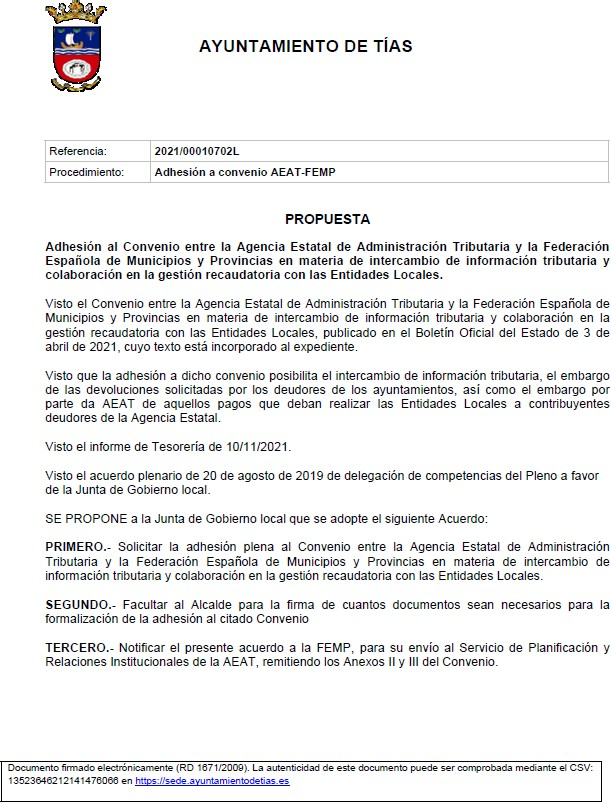 AYUNTAMIENTO DE TÍAS
Referencia: 2021/00010702L
Procedimiento: Adhesión a convenio AEAT-FEMP
PROPUESTA
Adhesión al Convenio entre la Agencia Estatal de Administración Tributaria y la Federación
Española de Municipios y Provincias en materia de intercambio de información tributaria y
colaboración en la gestión recaudatoria con las Entidades Locales.
Visto el Convenio entre la Agencia Estatal de Administración Tributaria y la Federación Española de
Municipios y Provincias en materia de intercambio de información tributaria y colaboración en la
gestión recaudatoria con las Entidades Locales, publicado en el Boletín Oficial del Estado de 3 de
abril de 2021, cuyo texto está incorporado al expediente.
Visto que la adhesión a dicho convenio posibilita el intercambio de información tributaria, el embargo
de las devoluciones solicitadas por los deudores de los ayuntamientos, así como el embargo por
parte da AEAT de aquellos pagos que deban realizar las Entidades Locales a contribuyentes
deudores de la Agencia Estatal.
Visto el informe de Tesorería de 10/11/2021.
Visto el acuerdo plenario de 20 de agosto de 2019 de delegación de competencias del Pleno a favor
de la Junta de Gobierno local.
SE PROPONE a la Junta de Gobierno local que se adopte el siguiente Acuerdo:
PRIMERO.- Solicitar la adhesión plena al Convenio entre la Agencia Estatal de Administración
Tributaria y la Federación Española de Municipios y Provincias en materia de intercambio de
información tributaria y colaboración en la gestión recaudatoria con las Entidades Locales.
SEGUNDO.- Facultar al Alcalde para la firma de cuantos documentos sean necesarios para la
formalización de la adhesión al citado Convenio
TERCERO.- Notificar el presente acuerdo a la FEMP, para su envío al Servicio de Planificación y
Relaciones Institucionales de la AEAT, remitiendo los Anexos II y III del Convenio.
Documento firmado electrónicamente (RD 1671/2009). La autenticidad de este documento puede ser comprobada mediante el CSV:
13523646212141476066 en https://sede.ayuntamientodetias.es